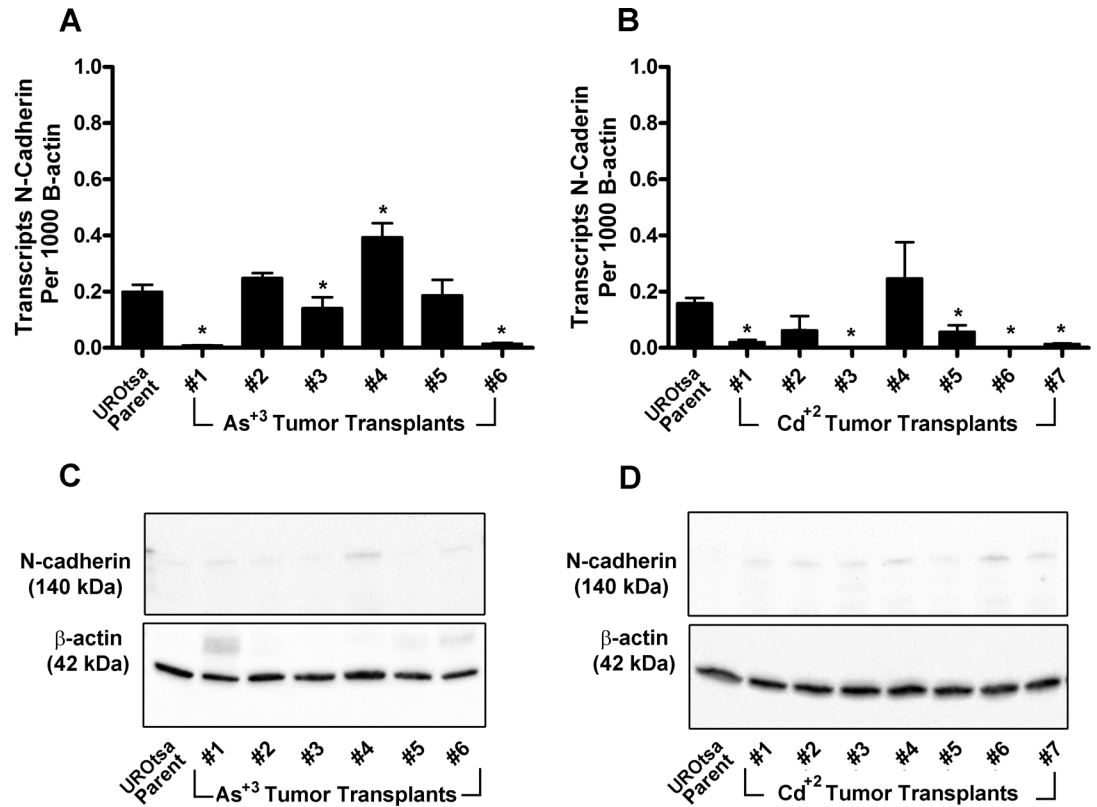 A
Transcripts N-Cadherin
Per 1000 B-actin
1.0
0.8
0.6
0.4
0.2
0.0
*
*
*
*
UROtsa
Parent
#1
#2
#3
#4
#5
#6
As+3 Tumor Transplants
B
Transcripts N-Caderin
Per 1000 B-actin
1.0
0.8
0.6
0.4
0.2
0.0
*
*
*
*
*
UROtsa
Parent
#1
#2
#3
#4
#5
#6
#7
Cd+2 Tumor Transplants
C
N-cadherin
(140 kDa)
β-actin
(42 kDa)
UROtsa
Parent
#1
#2
#3
#4
#5
#6
As+3 Tumor Transplants
D
N-cadherin
(140 kDa)
β-actin
(42 kDa)
UROtsa
Parent
#1
#2
#3
#4
#5
#6
#7
Cd+2 Tumor Transplants